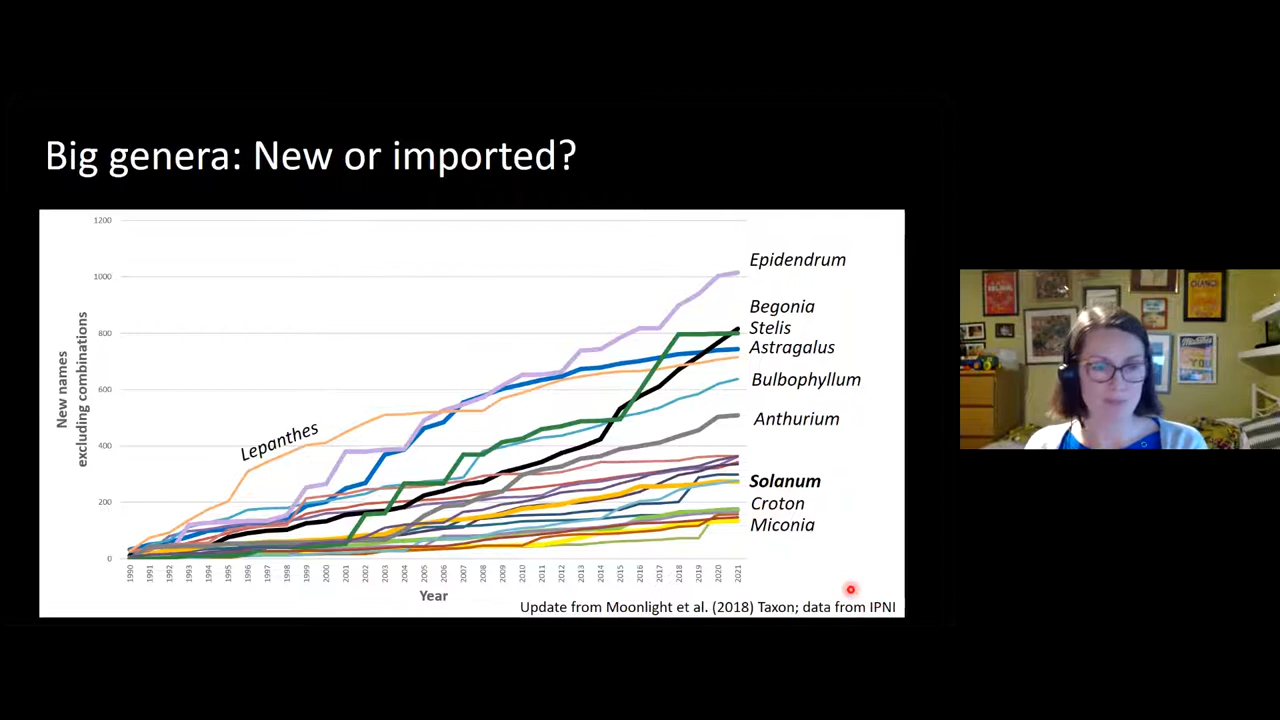 Big genera: New or imported?
1200
1000
800
600
400
200
0
New names
excluding combinations
Lepanthes
Epidendrum
Begonia
Stelis
Astragalus
Bulbophyllum
Anthurium
Solanum
Croton
Miconia
1990 1991 1992 1993 1994 1995 1996 1997 1998 1999 2000 2001 2002 2003 2004 2005 2006 2007 2008 2009 2010 2011 2012 2013 2014 2015 2016 2017 2018 2019 2020 2021
Year
Update from Moonlight et al. (2018) Taxon; data from IPNI
CHANGE
YOU